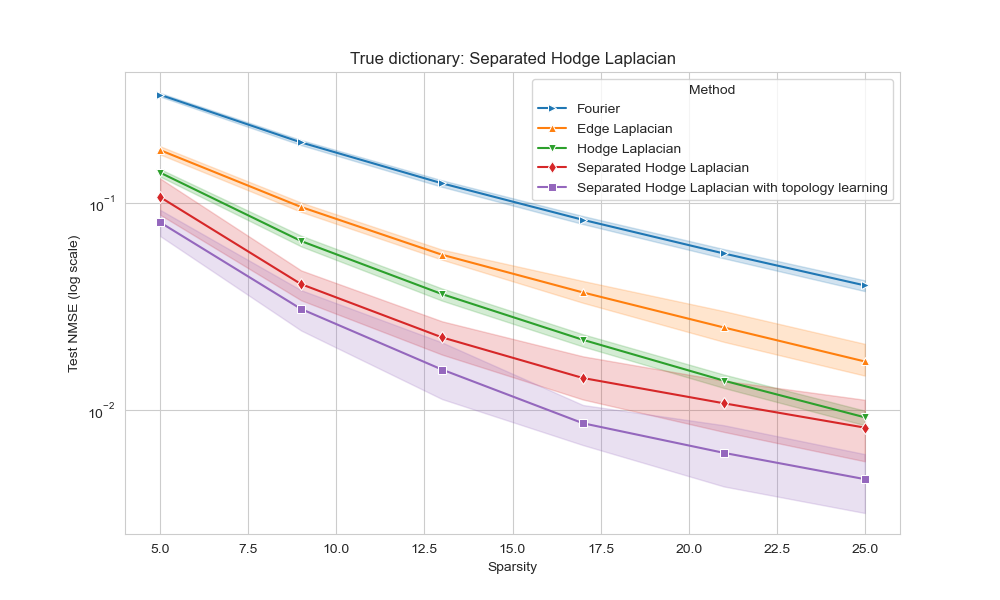 True dictionary: Separated Hodge Laplacian
Method
Fourier
Edge Laplacian
Hodge Laplacian
Separated Hodge Laplacian
Separated Hodge Laplacian with topology learning
Test NMSE (log scale)
10⁻¹
10⁻²
5.0 7.5 10.0 12.5 15.0 17.5 20.0 22.5 25.0
Sparsity